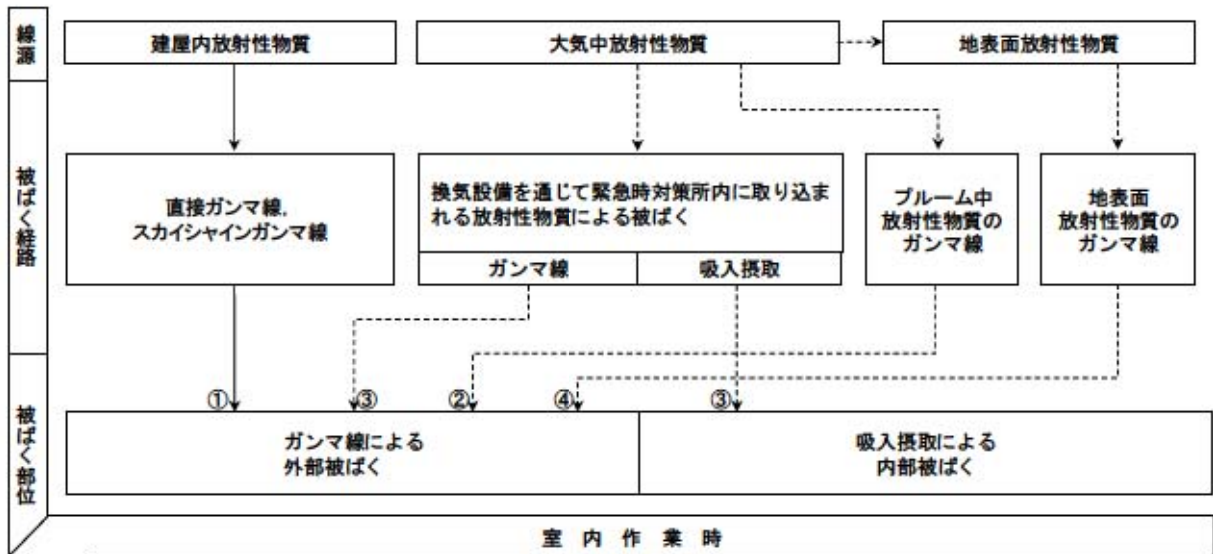 線源
建屋内放射性物質
大気中放射性物質
地表面放射性物質
被ばく経路
直接ガンマ線,
スカイシャインガンマ線
換気設備を通じて緊急時対策所内に取り込ま
れる放射性物質による被ばく
ガンマ線
吸入摂取
プルーム中
放射性物質の
ガンマ線
地表面
放射性物質の
ガンマ線
被ばく部位
①
③
②
④
③
ガンマ線による
外部被ばく
吸入摂取による
内部被ばく
室内作業時